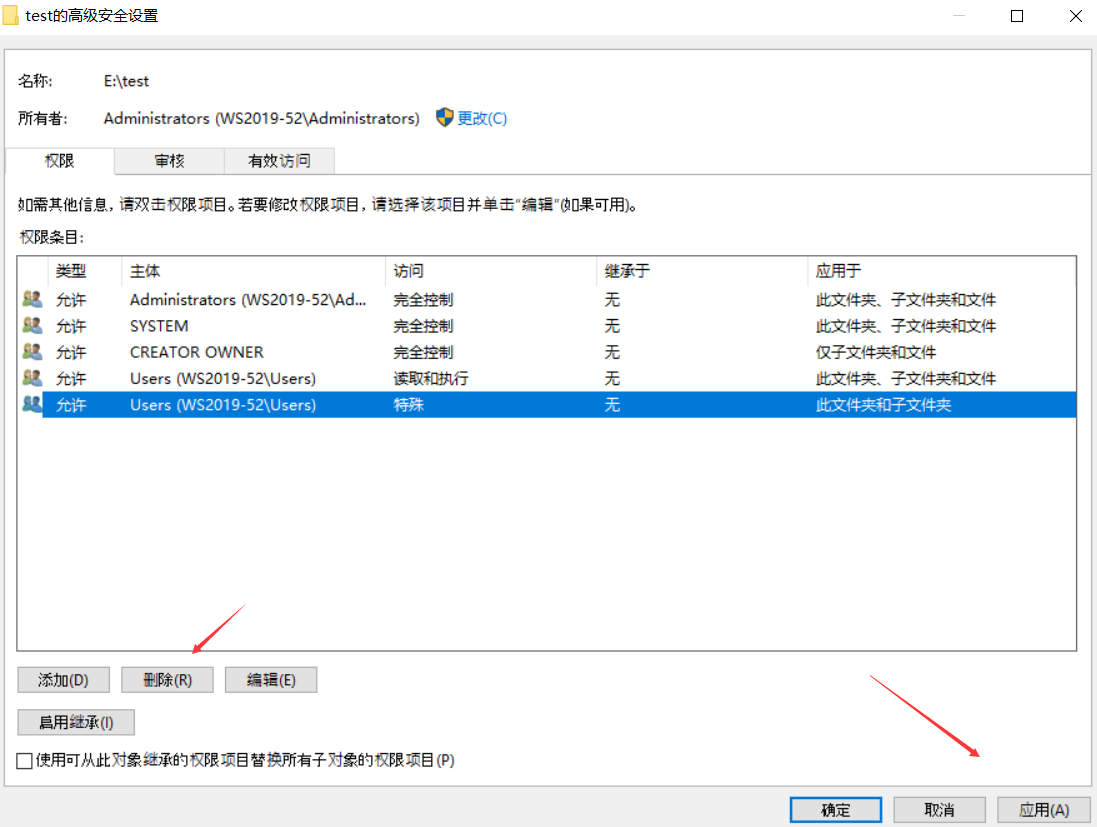 test的高级安全设置
名称: E:\test
所有者: Administrators (WS2019-52\Administrators) 更改(C)
权限 审核 有效访问
如需其他信息，请双击权限项目。若要修改权限项目，请选择该项目并单击"编辑"(如果可用)。
权限条目:
类型 主体 访问 继承于 应用于
允许 Administrators (WS2019-52\Ad... 完全控制 无 此文件夹、子文件夹和文件
允许 SYSTEM 完全控制 无 此文件夹、子文件夹和文件
允许 CREATOR OWNER 完全控制 无 仅子文件夹和文件
允许 Users (WS2019-52\Users) 读取和执行 无 此文件夹、子文件夹和文件
允许 Users (WS2019-52\Users) 特殊 无 此文件夹和子文件夹
添加(D) 删除(R) 编辑(E)
启用继承(I)
使用可从此对象继承的权限项目替换所有子对象的权限项目(P)
确定 取消 应用(A)